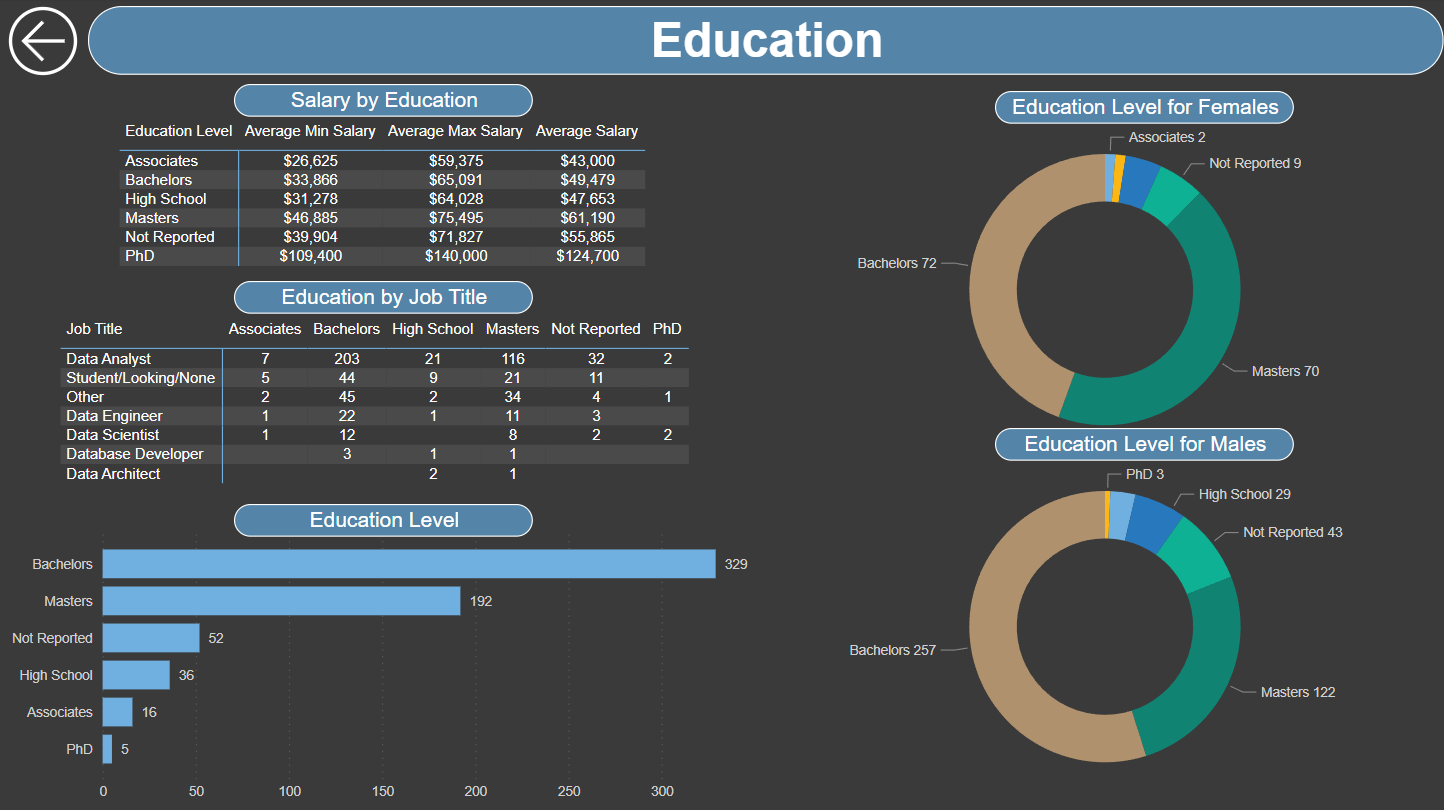 Education
Salary by Education
Education Level Average Min Salary Average Max Salary Average Salary
Associates $26,625 $59,375 $43,000
Bachelors $33,866 $65,091 $49,479
High School $31,278 $64,028 $47,653
Masters $46,885 $75,495 $61,190
Not Reported $39,904 $71,827 $55,865
PhD $109,400 $140,000 $124,700
Education by Job Title
Job Title Associates Bachelors High School Masters Not Reported PhD
Data Analyst 7 203 21 116 32 2
Student/Looking/None 5 44 9 21 11
Other 2 45 2 34 4 1
Data Engineer 1 22 1 11 3
Data Scientist 1 12 8 2 2
Database Developer 3 1 1
Data Architect 2 1
Education Level
Bachelors 329
Masters 192
Not Reported 52
High School 36
Associates 16
PhD 5
0 50 100 150 200 250 300
Education Level for Females
Associates 2
Not Reported 9
Bachelors 72
Masters 70
Education Level for Males
PhD 3
High School 29
Not Reported 43
Bachelors 257
Masters 122